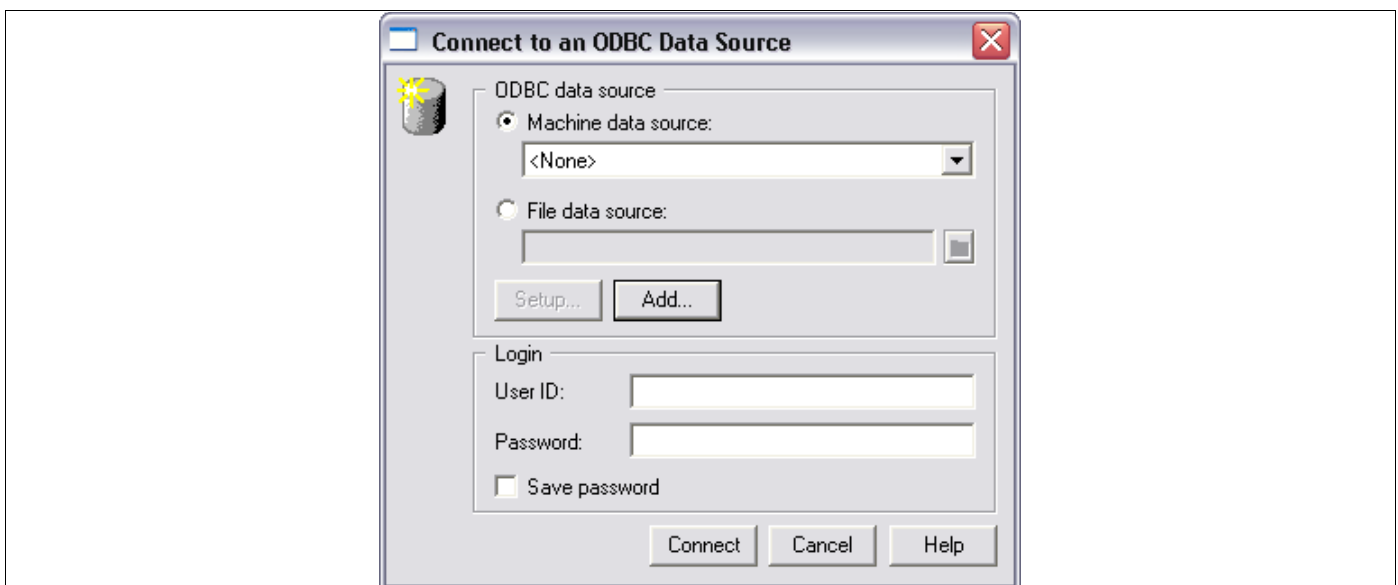 Connect to an ODBC Data Source
ODBC data source
Machine data source:
<None>
File data source:
Setup... Add...
Login
User ID:
Password:
Save password
Connect Cancel Help